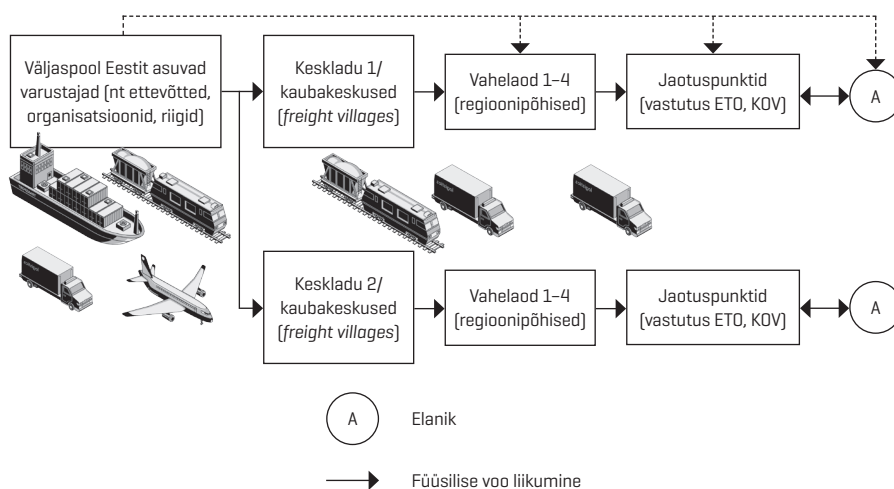 Väljaspool Eestit asuvad
varustajad (nt ettevõtted,
organisatsioonid, riigid)
Keskladu 1/
kaubakeskused
(freight villages)
Vahelaod 1–4
(regioonipõhised)
Jaotuspunktid
(vastutus ETO, KOV)
A
Keskladu 2/
kaubakeskused
(freight villages)
Vahelaod 1–4
(regioonipõhised)
Jaotuspunktid
(vastutus ETO, KOV)
A
A
Elanik
Füüsilise voo liikumine